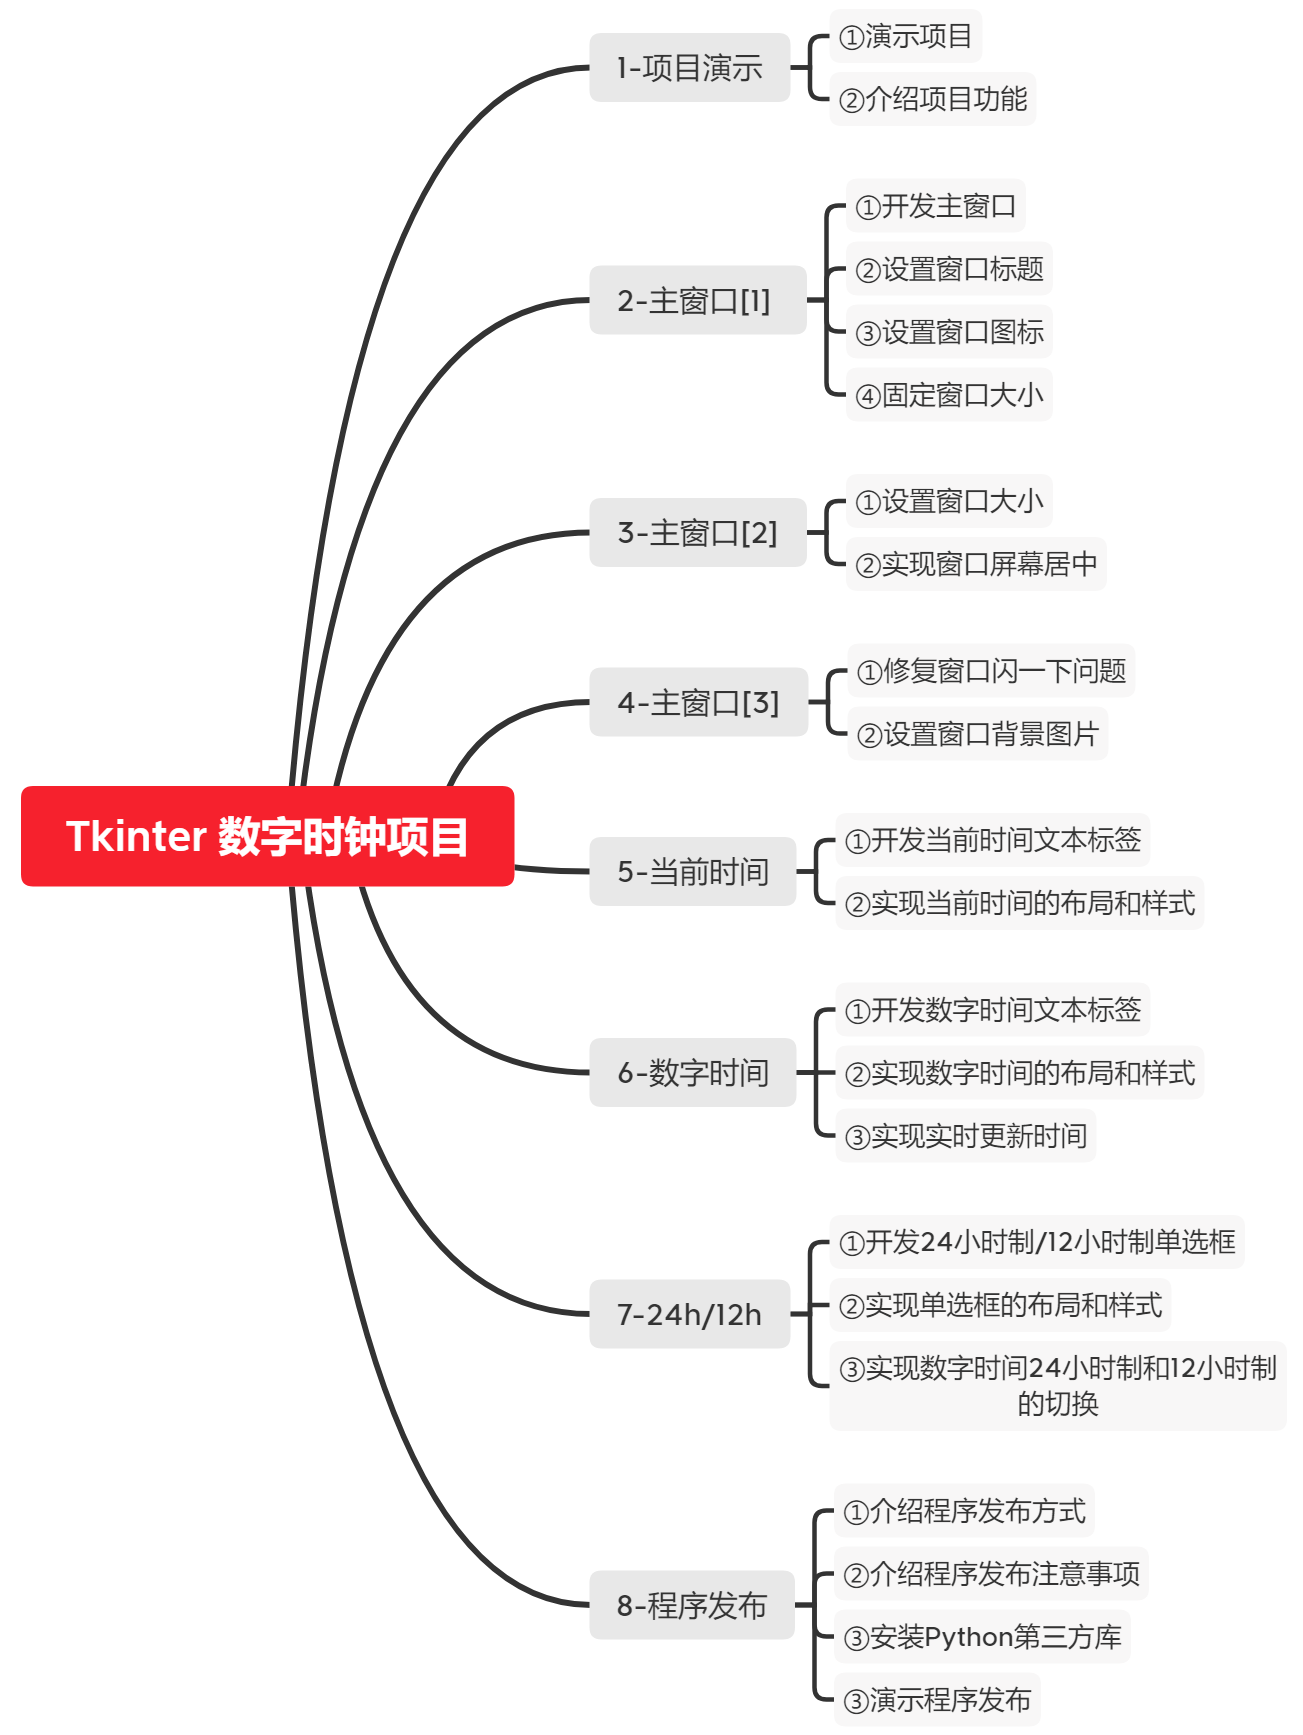 Tkinter 数字时钟项目
1-项目演示
①演示项目
②介绍项目功能
2-主窗口[1]
①开发主窗口
②设置窗口标题
③设置窗口图标
④固定窗口大小
3-主窗口[2]
①设置窗口大小
②实现窗口屏幕居中
4-主窗口[3]
①修复窗口闪一下问题
②设置窗口背景图片
5-当前时间
①开发当前时间文本标签
②实现当前时间的布局和样式
6-数字时间
①开发数字时间文本标签
②实现数字时间的布局和样式
③实现实时更新时间
7-24h/12h
①开发24小时制/12小时制单选框
②实现单选框的布局和样式
③实现数字时间24小时制和12小时制
的切换
8-程序发布
①介绍程序发布方式
②介绍程序发布注意事项
③安装Python第三方库
③演示程序发布